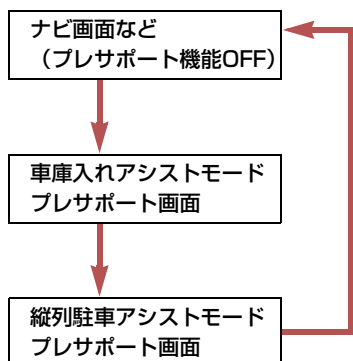 ナビ画面など
（プレサポート機能OFF）
車庫入れアシストモード
プレサポート画面
縦列駐車アシストモード
プレサポート画面